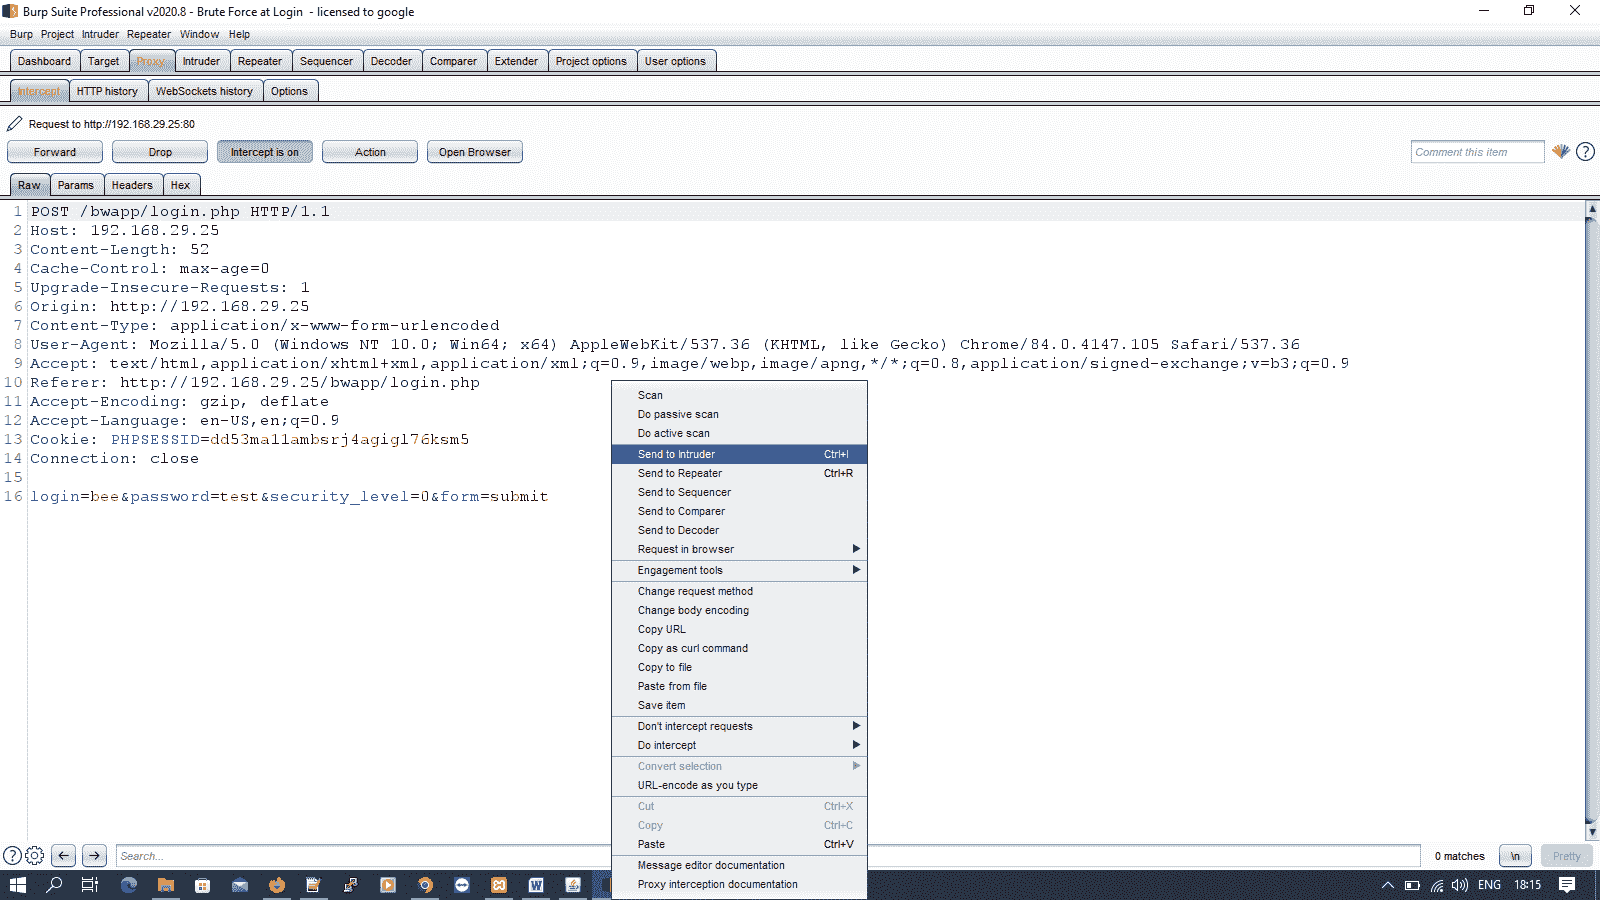 Burp Suite Professional v2020.8 - Brute Force at Login - licensed to google
Burp Project Intruder Repeater Window Help
Dashboard Target Proxy Intruder Repeater Sequencer Decoder Comparer Extender Project options User options
Intercept HTTP history WebSockets history Options
Request to http://192.168.29.25:80
Forward Drop Intercept is on Action Open Browser Comment this item ?
Raw Params Headers Hex
1 POST /bwapp/login.php HTTP/1.1
2 Host: 192.168.29.25
3 Content-Length: 52
4 Cache-Control: max-age=0
5 Upgrade-Insecure-Requests: 1
6 Origin: http://192.168.29.25
7 Content-Type: application/x-www-form-urlencoded
8 User-Agent: Mozilla/5.0 (Windows NT 10.0; Win64; x64) AppleWebKit/537.36 (KHTML, like Gecko) Chrome/84.0.4147.105 Safari/537.36
9 Accept: text/html,application/xhtml+xml,application/xml;q=0.9,image/webp,image/apng,*/*;q=0.8,application/signed-exchange;v=b3;q=0.9
10 Referer: http://192.168.29.25/bwapp/login.php
11 Accept-Encoding: gzip, deflate
12 Accept-Language: en-US,en;q=0.9
13 Cookie: PHPSESSID=dd53ma11ambsrj4agigl76ksm5
14 Connection: close
15
16 login=bee&password=test&security_level=0&form=submit
Scan
Do passive scan
Do active scan
Send to Intruder Ctrl+I
Send to Repeater Ctrl+R
Send to Sequencer
Send to Comparer
Send to Decoder
Request in browser
Engagement tools
Change request method
Change body encoding
Copy URL
Copy as curl command
Copy to file
Paste from file
Save item
Don't intercept requests
Do intercept
Convert selection
URL-encode as you type
Cut Ctrl+X
Copy Ctrl+C
Paste Ctrl+V
Message editor documentation
Proxy interception documentation
? Search... 0 matches \n Pretty
W ENG 18:15